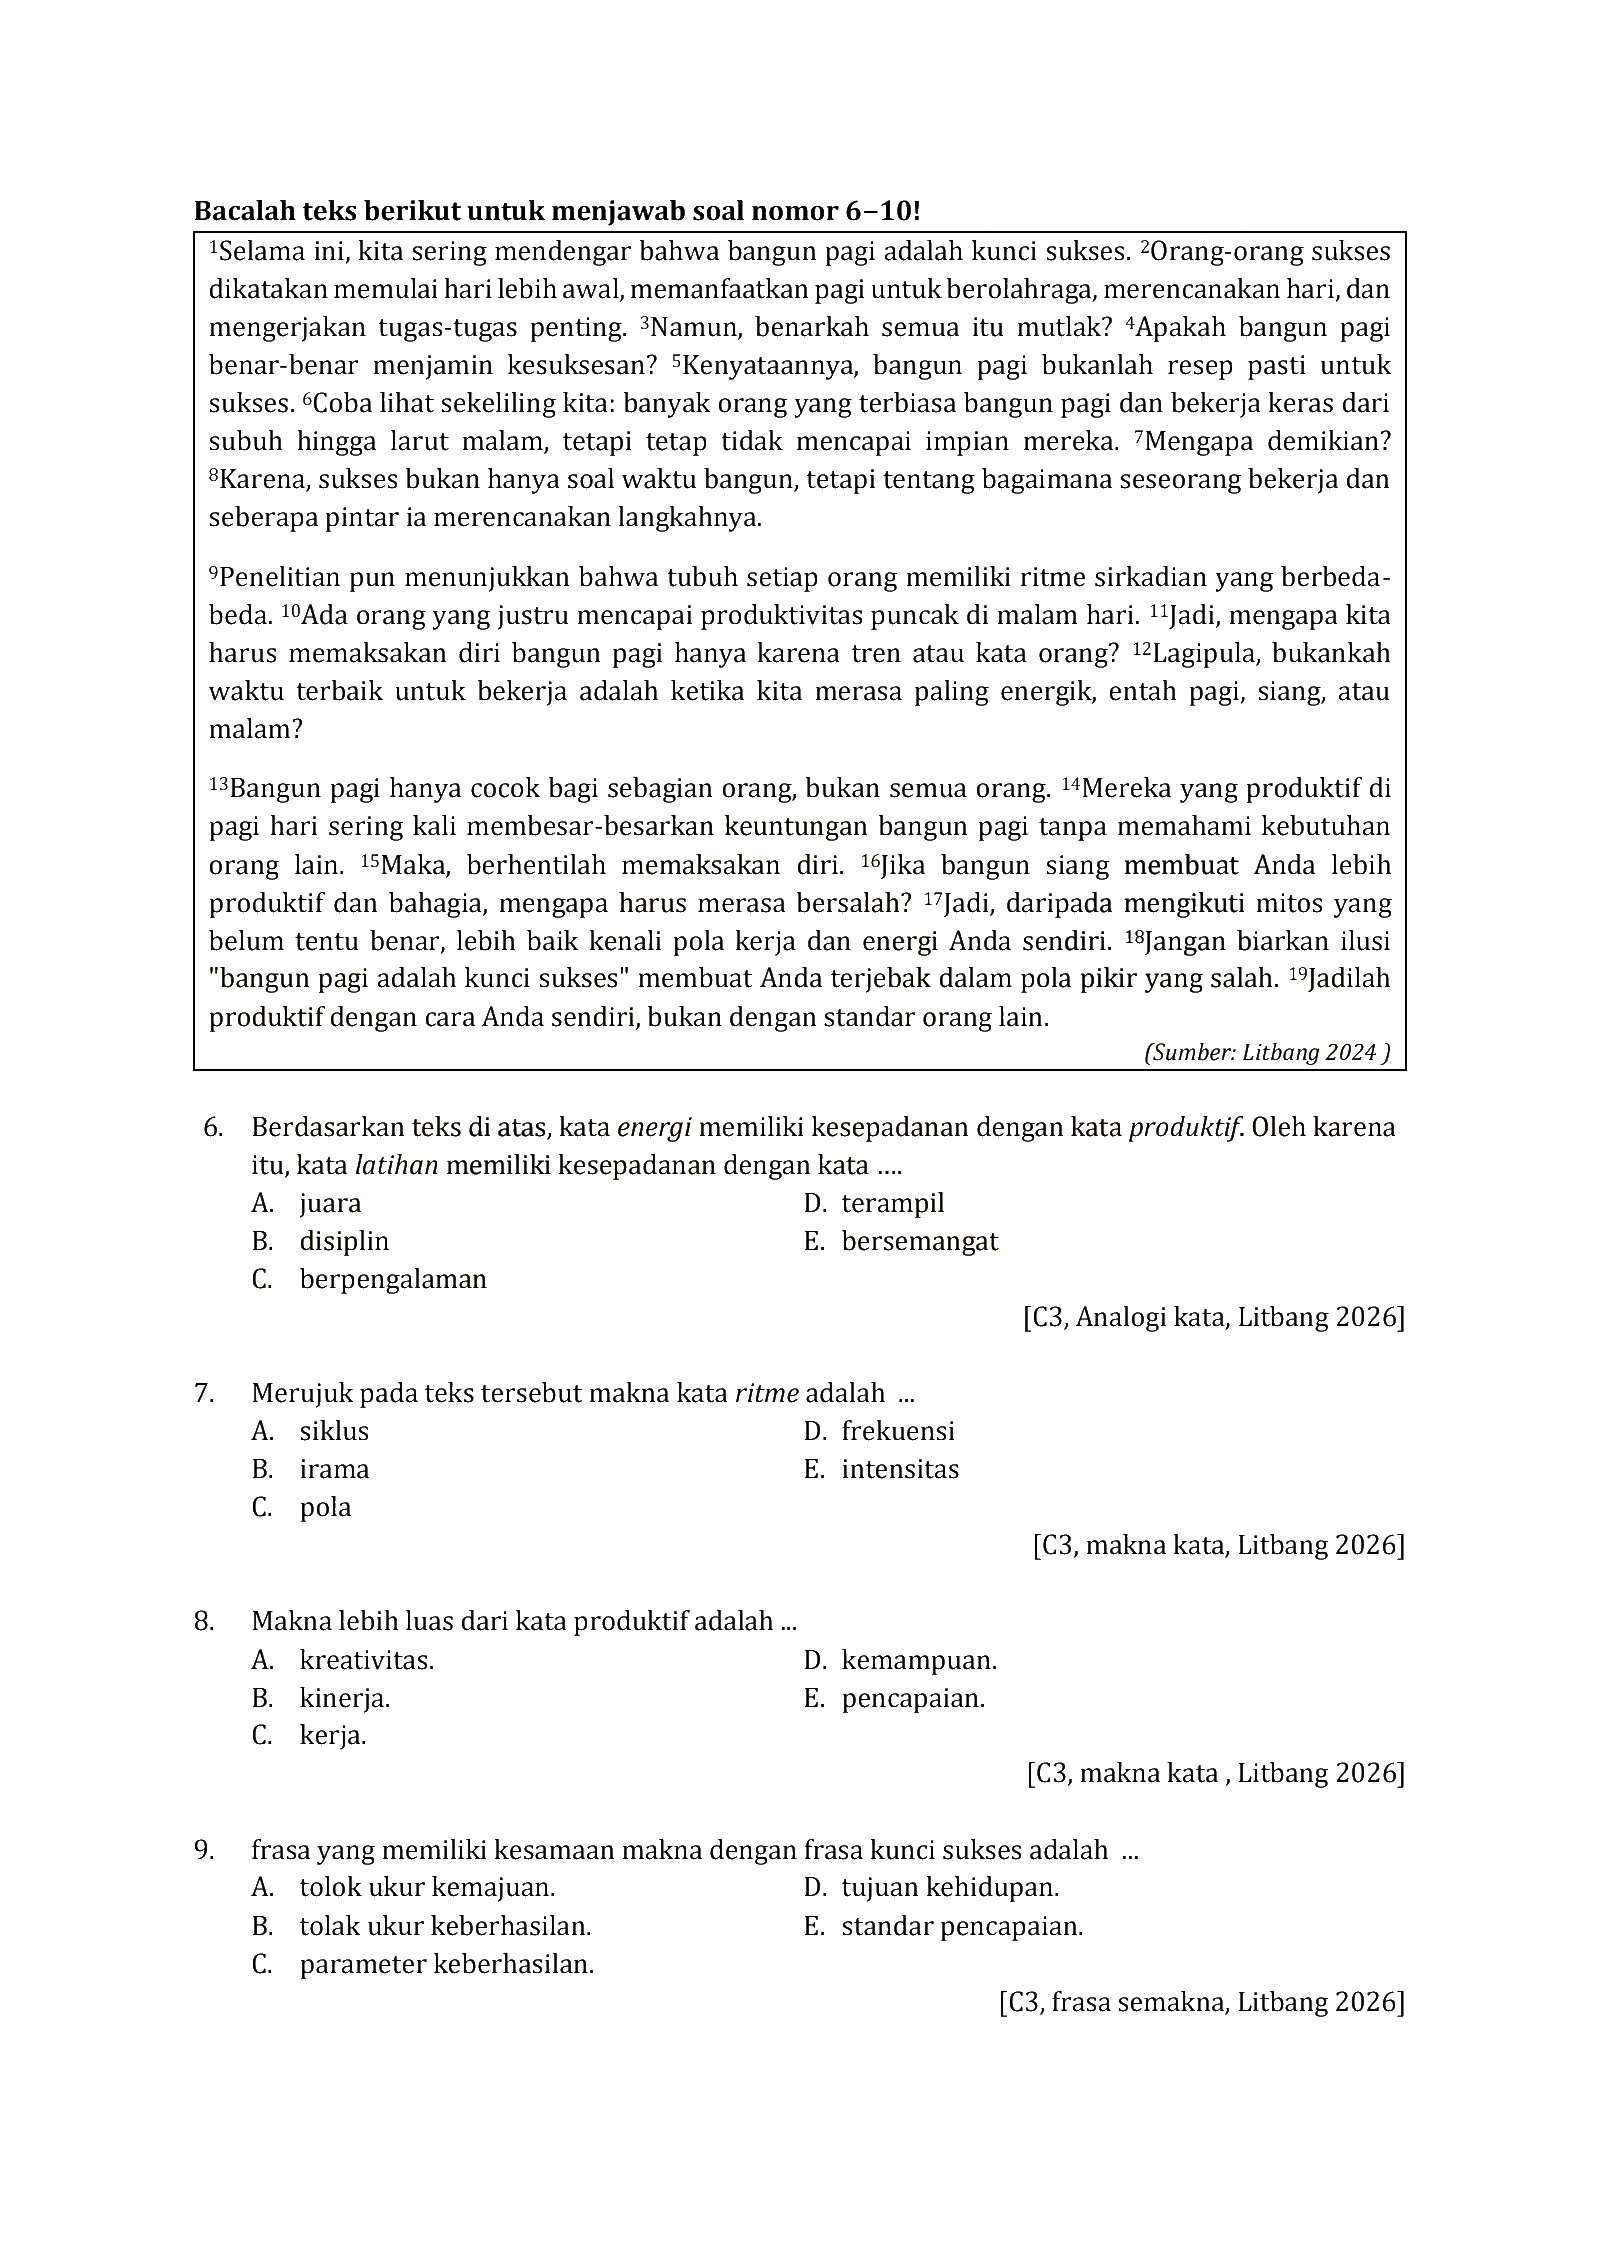 Bacalah teks berikut untuk menjawab soal nomor 6–10!
¹Selama ini, kita sering mendengar bahwa bangun pagi adalah kunci sukses. ²Orang-orang sukses
dikatakan memulai hari lebih awal, memanfaatkan pagi untuk berolahraga, merencanakan hari, dan
mengerjakan tugas-tugas penting. ³Namun, benarkah semua itu mutlak? ⁴Apakah bangun pagi
benar-benar menjamin kesuksesan? ⁵Kenyataannya, bangun pagi bukanlah resep pasti untuk
sukses. ⁶Coba lihat sekeliling kita: banyak orang yang terbiasa bangun pagi dan bekerja keras dari
subuh hingga larut malam, tetapi tetap tidak mencapai impian mereka. ⁷Mengapa demikian?
⁸Karena, sukses bukan hanya soal waktu bangun, tetapi tentang bagaimana seseorang bekerja dan
seberapa pintar ia merencanakan langkahnya.
⁹Penelitian pun menunjukkan bahwa tubuh setiap orang memiliki ritme sirkadian yang berbeda-
beda. ¹⁰Ada orang yang justru mencapai produktivitas puncak di malam hari. ¹¹Jadi, mengapa kita
harus memaksakan diri bangun pagi hanya karena tren atau kata orang? ¹²Lagipula, bukankah
waktu terbaik untuk bekerja adalah ketika kita merasa paling energik, entah pagi, siang, atau
malam?
¹³Bangun pagi hanya cocok bagi sebagian orang, bukan semua orang. ¹⁴Mereka yang produktif di
pagi hari sering kali membesar-besarkan keuntungan bangun pagi tanpa memahami kebutuhan
orang lain. ¹⁵Maka, berhentilah memaksakan diri. ¹⁶Jika bangun siang membuat Anda lebih
produktif dan bahagia, mengapa harus merasa bersalah? ¹⁷Jadi, daripada mengikuti mitos yang
belum tentu benar, lebih baik kenali pola kerja dan energi Anda sendiri. ¹⁸Jangan biarkan ilusi
"bangun pagi adalah kunci sukses" membuat Anda terjebak dalam pola pikir yang salah. ¹⁹Jadilah
produktif dengan cara Anda sendiri, bukan dengan standar orang lain.
(Sumber: Litbang 2024 )
6. Berdasarkan teks di atas, kata energi memiliki kesepadanan dengan kata produktif. Oleh karena
itu, kata latihan memiliki kesepadanan dengan kata ....
A. juara
B. disiplin
C. berpengalaman
D. terampil
E. bersemangat
[C3, Analogi kata, Litbang 2026]
7. Merujuk pada teks tersebut makna kata ritme adalah ...
A. siklus
B. irama
C. pola
D. frekuensi
E. intensitas
[C3, makna kata, Litbang 2026]
8. Makna lebih luas dari kata produktif adalah ...
A. kreativitas.
B. kinerja.
C. kerja.
D. kemampuan.
E. pencapaian.
[C3, makna kata , Litbang 2026]
9. frasa yang memiliki kesamaan makna dengan frasa kunci sukses adalah ...
A. tolok ukur kemajuan.
B. tolak ukur keberhasilan.
C. parameter keberhasilan.
D. tujuan kehidupan.
E. standar pencapaian.
[C3, frasa semakna, Litbang 2026]